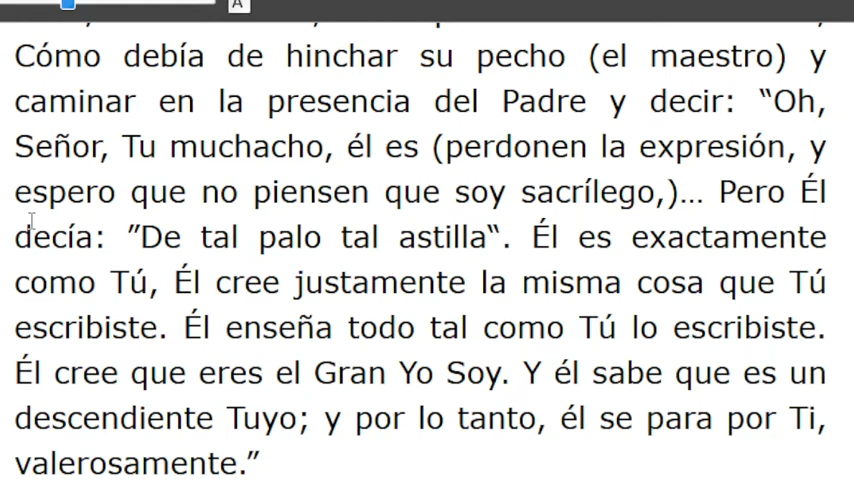 A
Cómo debía de hinchar su pecho (el maestro) y
caminar en la presencia del Padre y decir: “Oh,
Señor, Tu muchacho, él es (perdonen la expresión, y
espero que no piensen que soy sacrílego,)... Pero Él
decía: ”De tal palo tal astilla“. Él es exactamente
como Tú, Él cree justamente la misma cosa que Tú
escribiste. Él enseña todo tal como Tú lo escribiste.
Él cree que eres el Gran Yo Soy. Y él sabe que es un
descendiente Tuyo; y por lo tanto, él se para por Ti,
valerosamente.”